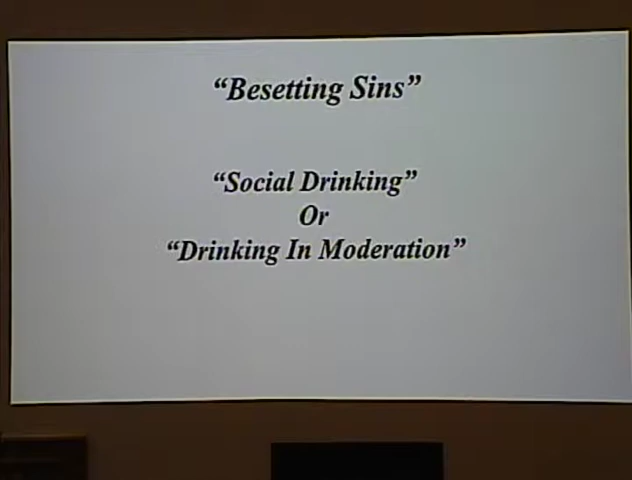 “Besetting Sins”
“Social Drinking”
Or
“Drinking In Moderation”